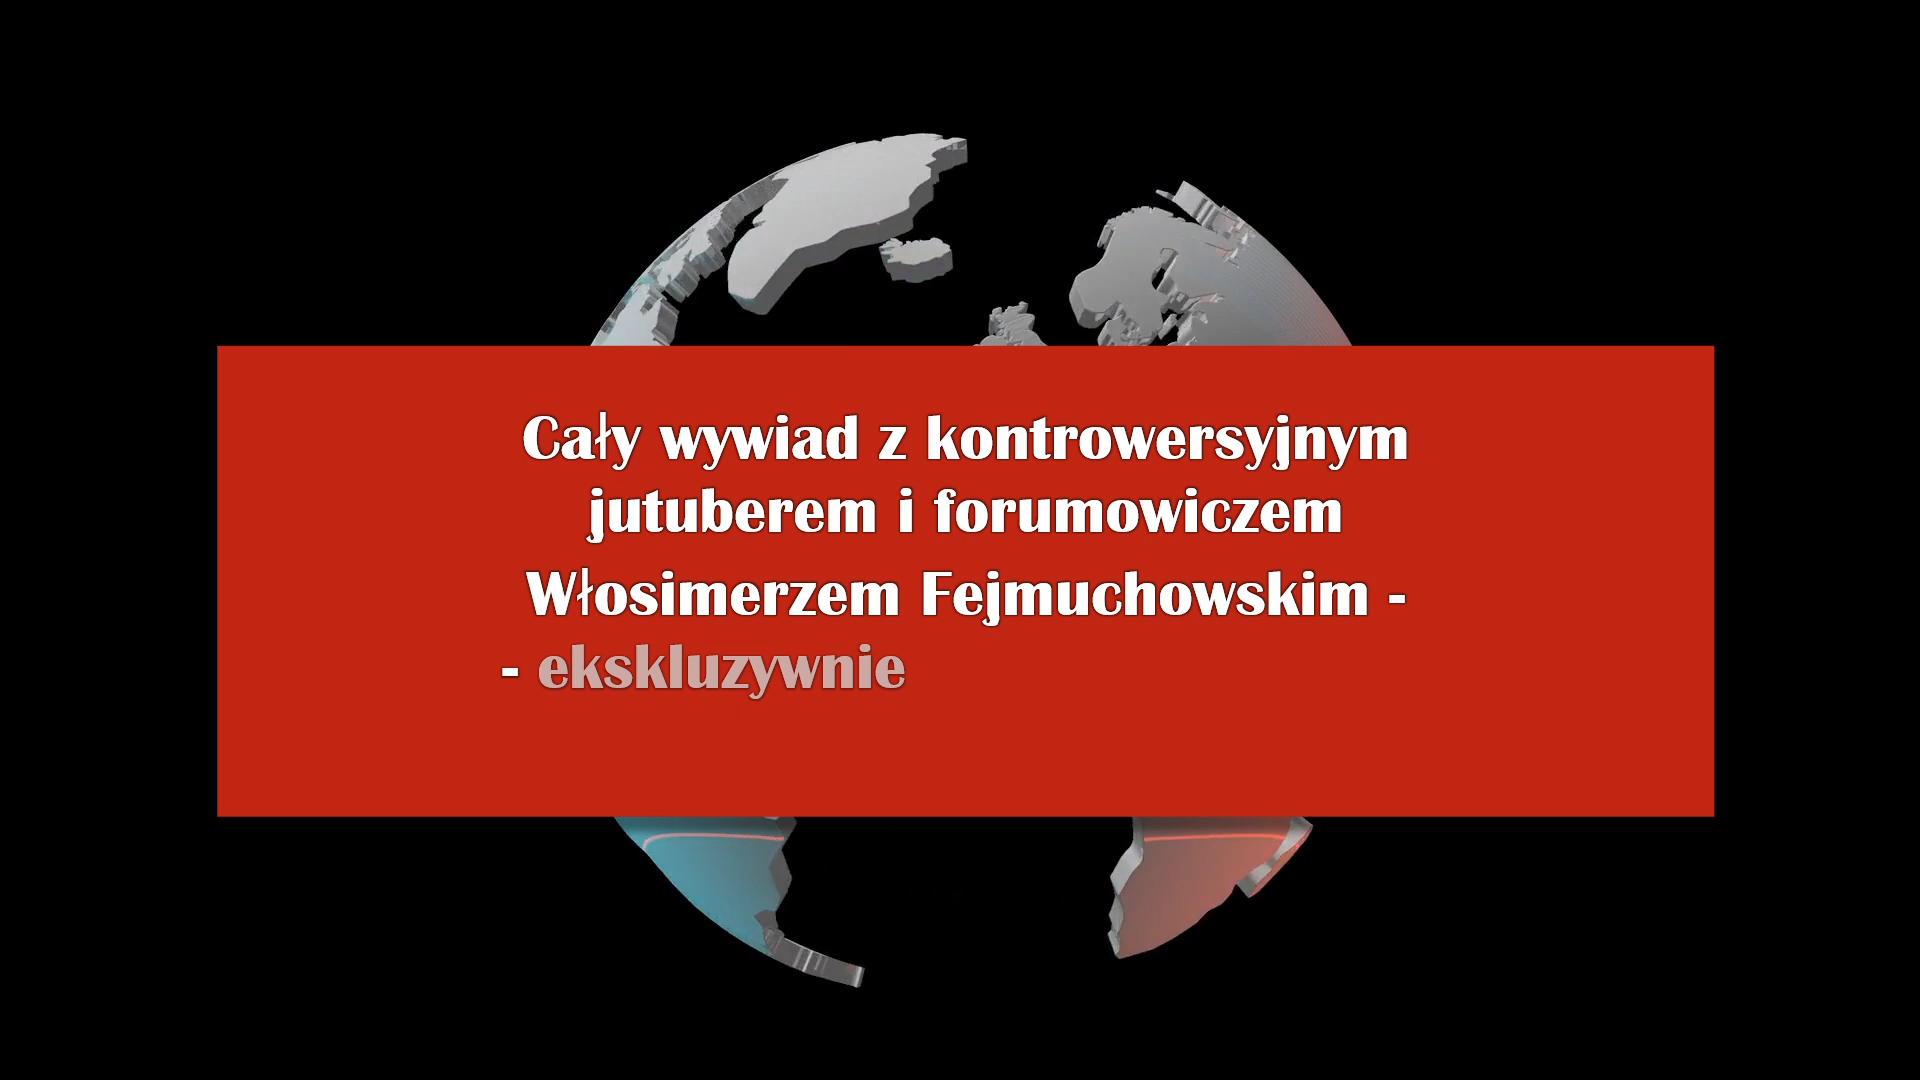 Cały wywiad z kontrowersyjnym
jutuberem i forumowiczem
Włosimerzem Fejmuchowskim -
- ekskluzywnie